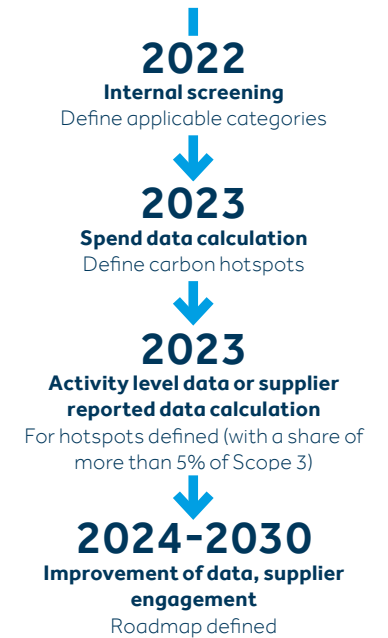 2022
Internal screening
Define applicable categories
2023
Spend data calculation
Define carbon hotspots
2023
Activity level data or supplier
reported data calculation
For hotspots defined (with a share of
more than 5% of Scope 3)
2024-2030
Improvement of data, supplier
engagement
Roadmap defined